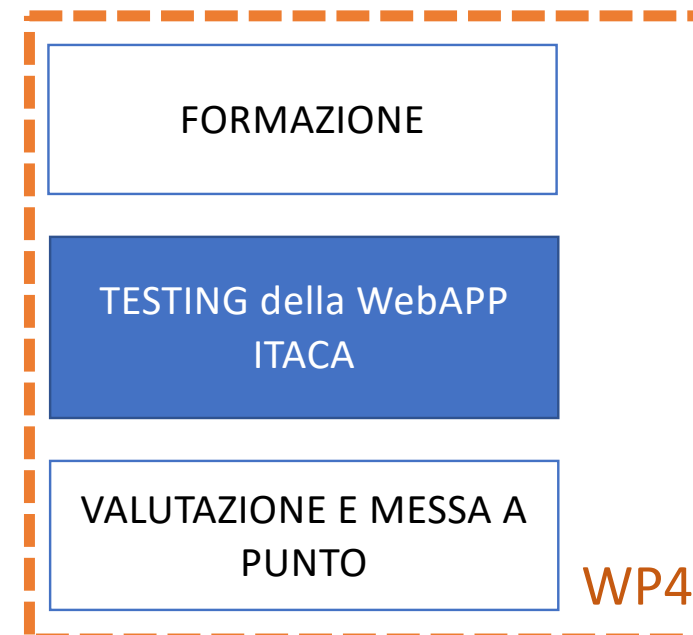 FORMAZIONE
TESTING della WebAPP
ITACA
VALUTAZIONE E MESSA A
PUNTO
WP4